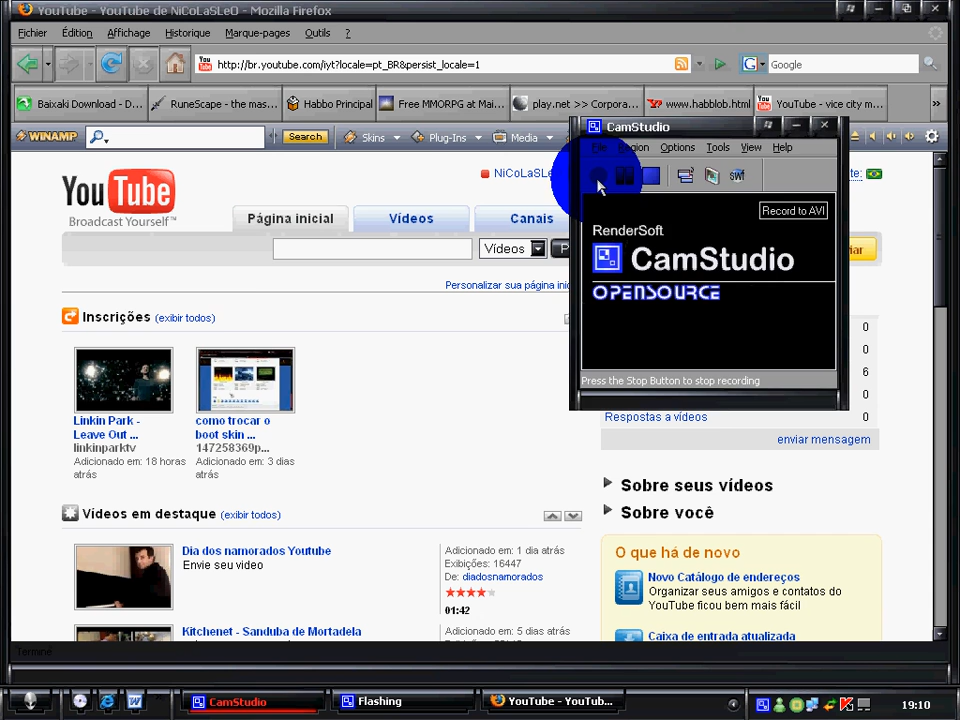 YouTube - YouTube de NiCoLaSLeO - Mozilla Firefox
Fichier Édition Affichage Historique Marque-pages Outils ?
http://br.youtube.com/iyt?locale=pt_BR&persist_locale=1
Google
Baixaki Download - D... RuneScape - the mas... Habbo Principal Free MMORPG at Mai... play.net >> Corpora... www.habblob.html YouTube - vice city m... »
WINAMP Search Skins Plug-Ins Media
CamStudio
File Region Options Tools View Help
Record to AVI
RenderSoft
CamStudio
OPENSOURCE
Press the Stop Button to stop recording
YouTube
Broadcast Yourself™
Página inicial Vídeos Canais
Vídeos
Inscrições (exibir todos)
Linkin Park -
Leave Out ...
linkinparktv
Adicionado em: 18 horas
atrás
como trocar o
boot skin ...
147258369p...
Adicionado em: 3 dias
atrás
0
0
6
0
Respostas a vídeos 0
enviar mensagem
Sobre seus vídeos
Sobre você
Vídeos em destaque (exibir todos)
Dia dos namorados Youtube
Envie seu video
Adicionado em: 1 dia atrás
Exibições: 16447
De: diadosnamorados
01:42
Kitchenet - Sanduba de Mortadela
Adicionado em: 5 dias atrás
O que há de novo
Novo Catálogo de endereços
Organizar seus amigos e contatos do
YouTube ficou bem mais fácil
Caixa de entrada atualizada
Terminé
CamStudio Flashing YouTube - YouTub... 19:10